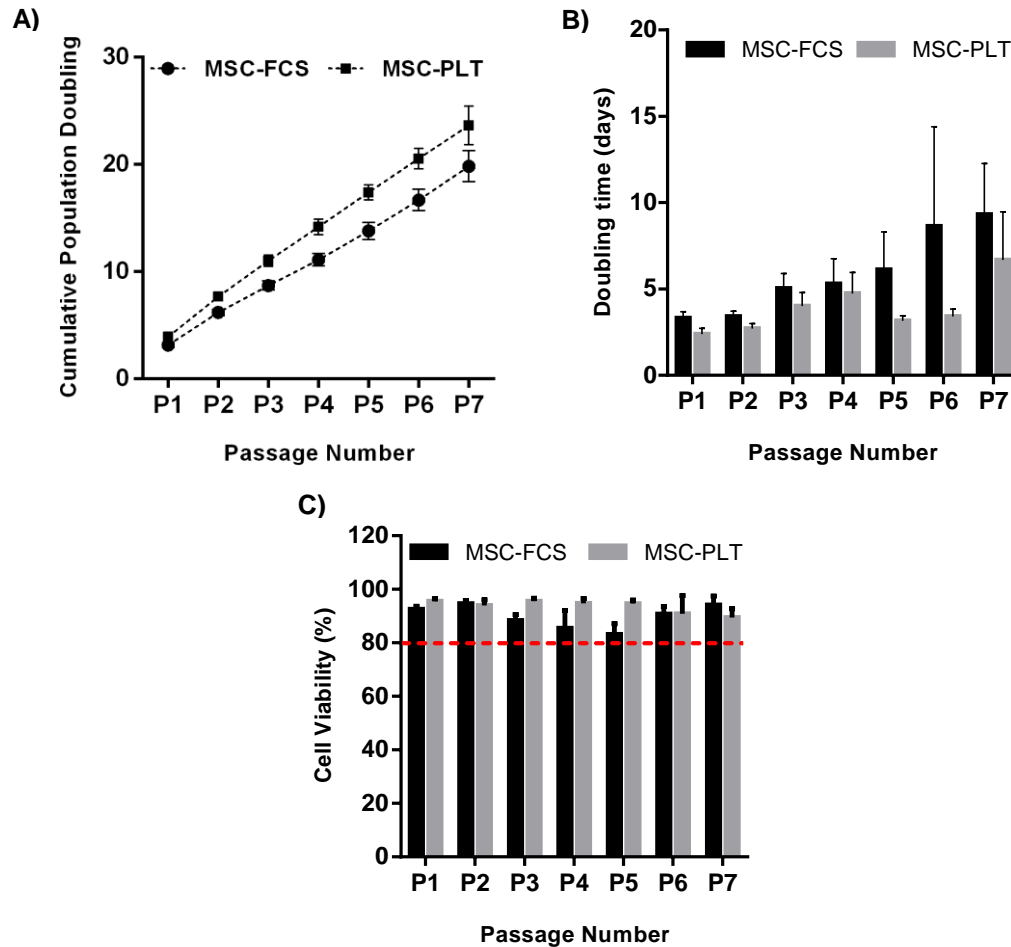 A)
30
20
10
0
Cumulative Population Doubling
MSC-FCS MSC-PLT
P1 P2 P3 P4 P5 P6 P7
Passage Number
B)
20
15
10
5
0
Doubling time (days)
MSC-FCS MSC-PLT
P1 P2 P3 P4 P5 P6 P7
Passage Number
C)
120
100
80
60
40
20
0
Cell Viability (%)
MSC-FCS MSC-PLT
P1 P2 P3 P4 P5 P6 P7
Passage Number